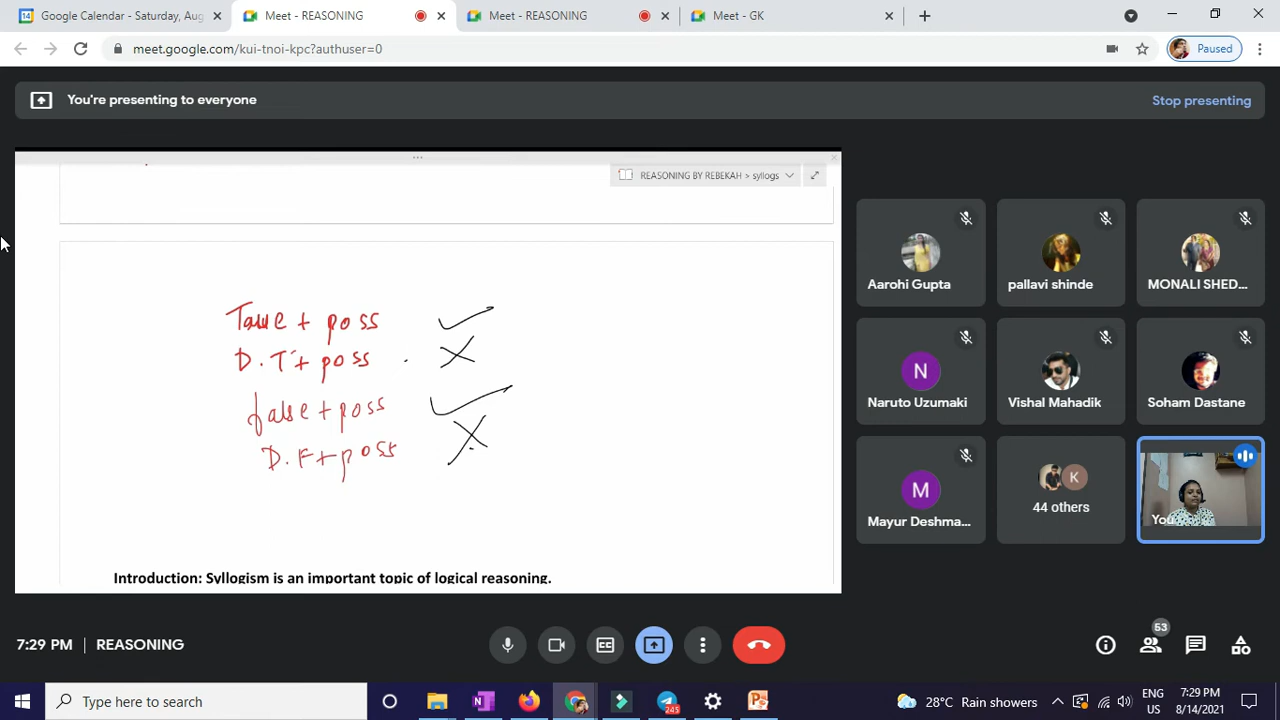 Google Calendar - Saturday, Aug
Meet - REASONING
Meet - REASONING
Meet - GK
meet.google.com/kui-tnoi-kpc?authuser=0
Paused
You're presenting to everyone
Stop presenting
REASONING BY REBEKAH > syllogs
True + poss
D. T + poss
false + poss
D. F + poss
Introduction: Syllogism is an important topic of logical reasoning.
Aarohi Gupta
pallavi shinde
MONALI SHED...
Naruto Uzumaki
Vishal Mahadik
Soham Dastane
N
Mayur Deshma...
M
K
44 others
You
7:29 PM | REASONING
CC
53
Type here to search
N
245
P
28°C Rain showers
ENG
US
7:29 PM
8/14/2021